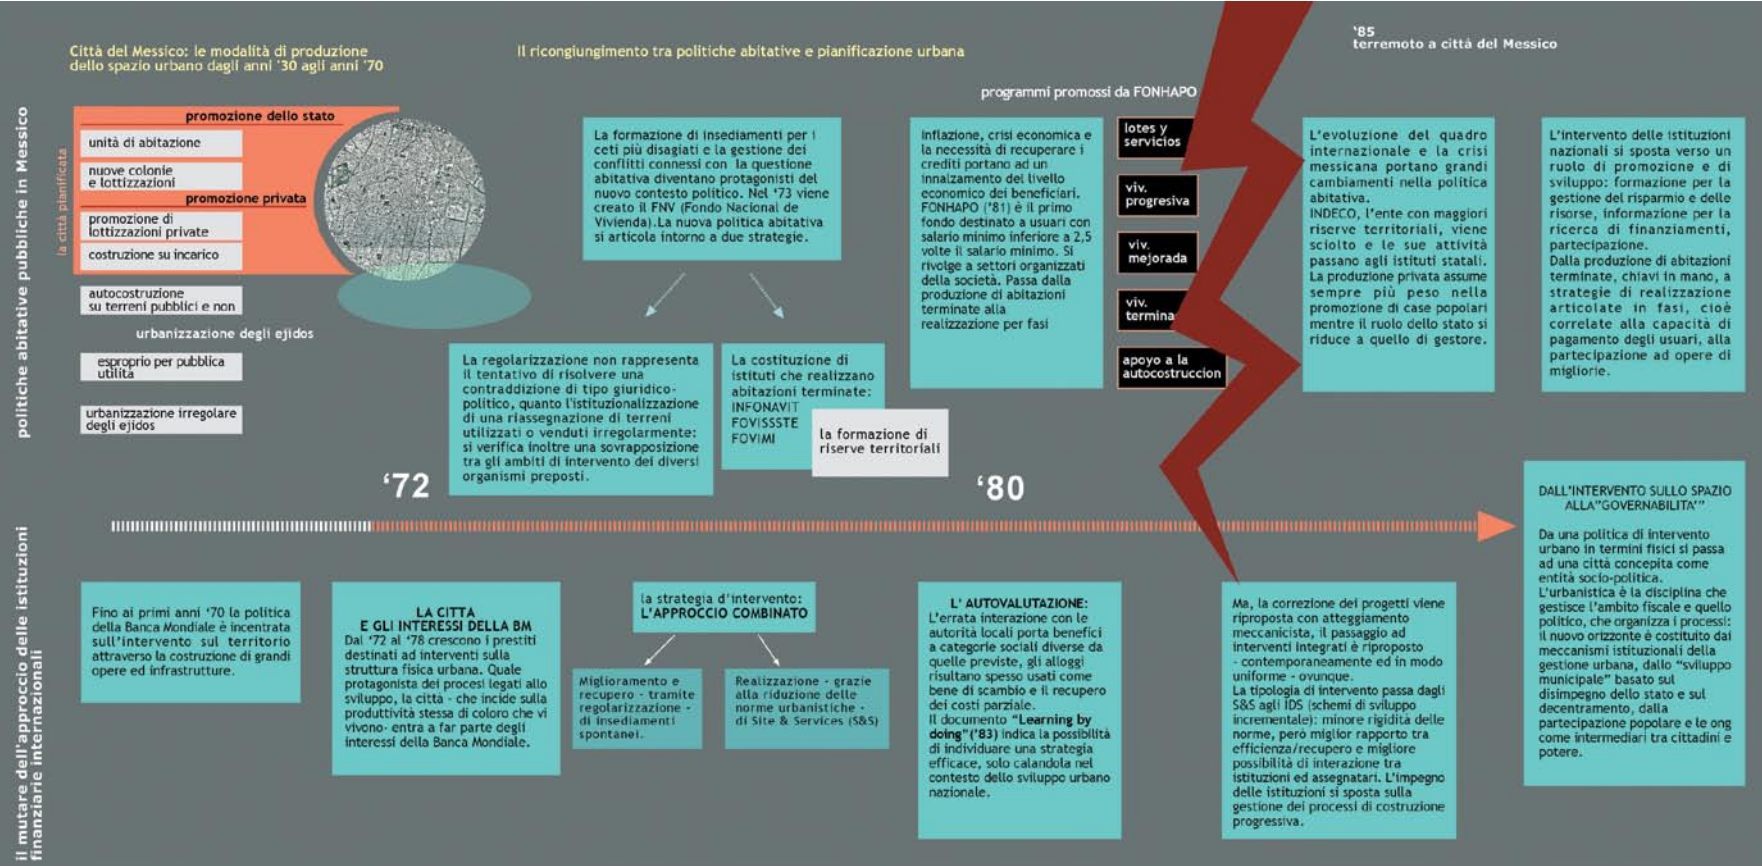 Città del Messico: le modalità di produzione
dello spazio urbano dagli anni '30 agli anni '70
Il ricongiungimento tra politiche abitative e pianificazione urbana
'85
terremoto a città del Messico
politiche abitative pubbliche in Messico
la città pianificata
promozione dello stato
unità di abitazione
nuove colonie
e lottizzazioni
promozione privata
promozione di
lottizzazioni private
costruzione su incarico
autocostruzione
su terreni pubblici e non
urbanizzazione degli ejidos
esproprio per pubblica
utilità
urbanizzazione irregolare
degli ejidos
La formazione di insediamenti per i
ceti più disagiati e la gestione dei
conflitti connessi con la questione
abitativa diventano protagonisti del
nuovo contesto politico. Nel '73 viene
creato il FNV (Fondo Nacional de
Vivienda).La nuova politica abitativa
si articola intorno a due strategie.
La regolarizzazione non rappresenta
il tentativo di risolvere una
contraddizione di tipo giuridico-
politico, quanto l'istituzionalizzazione
di una riassegnazione di terreni
utilizzati o venduti irregolarmente:
si verifica inoltre una sovrapposizione
tra gli ambiti di intervento dei diversi
organismi preposti.
La costituzione di
istituti che realizzano
abitazioni terminate:
INFONAVIT
FOVISSSTE
FOVIMI
la formazione di
riserve territoriali
programmi promossi da FONHAPO
Inflazione, crisi economica e
la necessità di recuperare i
crediti portano ad un
innalzamento del livello
economico dei beneficiari.
FONHAPO ('81) è il primo
fondo destinato a usuari con
salario minimo inferiore a 2,5
volte il salario minimo. Si
rivolge a settori organizzati
della società. Passa dalla
produzione di abitazioni
terminate alla
realizzazione per fasi
lotes y
servicios
viv.
progresiva
viv.
mejorada
viv.
termina
apoyo a la
autocostruccion
L'evoluzione del quadro
internazionale e la crisi
messicana portano grandi
cambiamenti nella politica
abitativa.
INDECO, l'ente con maggiori
riserve territoriali, viene
sciolto e le sue attività
passano agli istituti statali.
La produzione privata assume
sempre più peso nella
promozione di case popolari
mentre il ruolo dello stato si
riduce a quello di gestore.
L'intervento delle istituzioni
nazionali si sposta verso un
ruolo di promozione e di
sviluppo: formazione per la
gestione del risparmio e delle
risorse, informazione per la
ricerca di finanziamenti,
partecipazione.
Dalla produzione di abitazioni
terminate, chiavi in mano, a
strategie di realizzazione
articolate in fasi, cioè
correlate alla capacità di
pagamento degli usuari, alla
partecipazione ad opere di
migliorie.
'72
'80
il mutare dell'approccio delle istituzioni
finanziarie internazionali
Fino ai primi anni '70 la politica
della Banca Mondiale è incentrata
sull'intervento sul territorio
attraverso la costruzione di grandi
opere ed infrastrutture.
LA CITTA
E GLI INTERESSI DELLA BM
Dal '72 al '78 crescono i prestiti
destinati ad interventi sulla
struttura fisica urbana. Quale
protagonista dei procesi legati allo
sviluppo, la città - che incide sulla
produttività stessa di coloro che vi
vivono- entra a far parte degli
interessi della Banca Mondiale.
la strategia d'intervento:
L'APPROCCIO COMBINATO
Miglioramento e
recupero - tramite
regolarizzazione -
di insediamenti
spontanei.
Realizzazione - grazie
alla riduzione delle
norme urbanistiche -
di Site & Services (S&S)
L' AUTOVALUTAZIONE:
L'errata interazione con le
autorità locali porta benefici
a categorie sociali diverse da
quelle previste, gli alloggi
risultano spesso usati come
bene di scambio e il recupero
dei costi parziale.
Il documento "Learning by
doing"('83) indica la possibilità
di individuare una strategia
efficace, solo calandola nel
contesto dello sviluppo urbano
nazionale.
Ma, la correzione dei progetti viene
riproposta con atteggiamento
meccanicista, il passaggio ad
interventi integrati è riproposto
- contemporaneamente ed in modo
uniforme - ovunque.
La tipologia di intervento passa dagli
S&S agli IDS (schemi di sviluppo
incrementale): minore rigidità delle
norme, però miglior rapporto tra
efficienza/recupero e migliore
possibilità di interazione tra
istituzioni ed assegnatari. L'impegno
delle istituzioni si sposta sulla
gestione dei processi di costruzione
progressiva.
DALL'INTERVENTO SULLO SPAZIO
ALLA"GOVERNABILITA'"
Da una politica di intervento
urbano in termini fisici si passa
ad una città concepita come
entità socio-politica.
L'urbanistica è la disciplina che
gestisce l'ambito fiscale e quello
politico, che organizza i processi:
il nuovo orizzonte è costituito dai
meccanismi istituzionali della
gestione urbana, dallo "sviluppo
municipale" basato sul
disimpegno dello stato e sul
decentramento, dalla
partecipazione popolare e le ong
come intermediari tra cittadini e
potere.